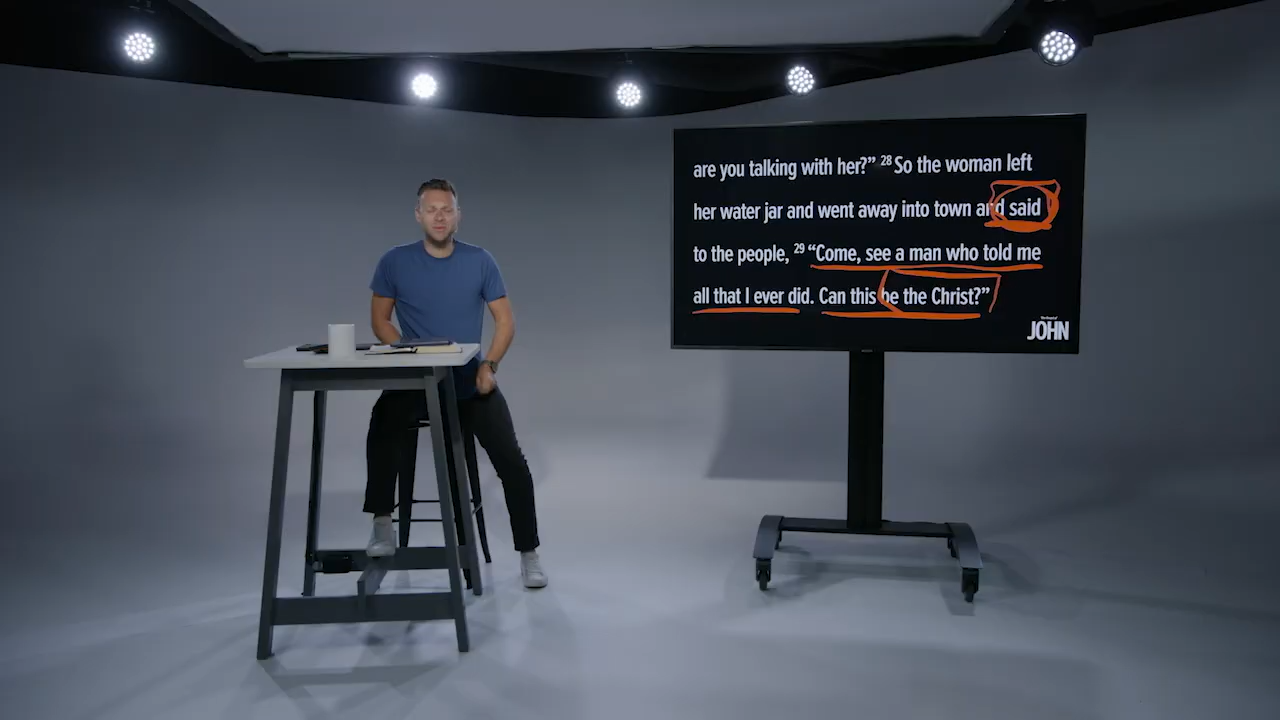 are you talking with her?” 28 So the woman left
her water jar and went away into town and said
to the people, 29 “Come, see a man who told me
all that I ever did. Can this be the Christ?”
JOHN